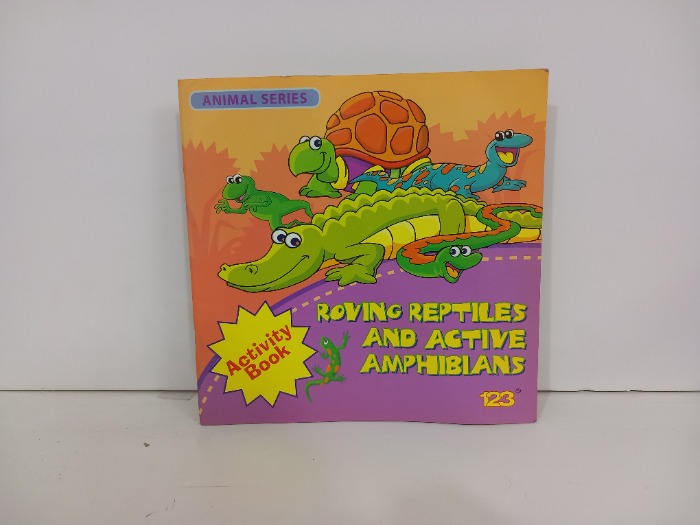 ANIMAL SERIES
ROVING REPTILES
AND ACTIVE
AMPHIBIANS
Activity
Book
123